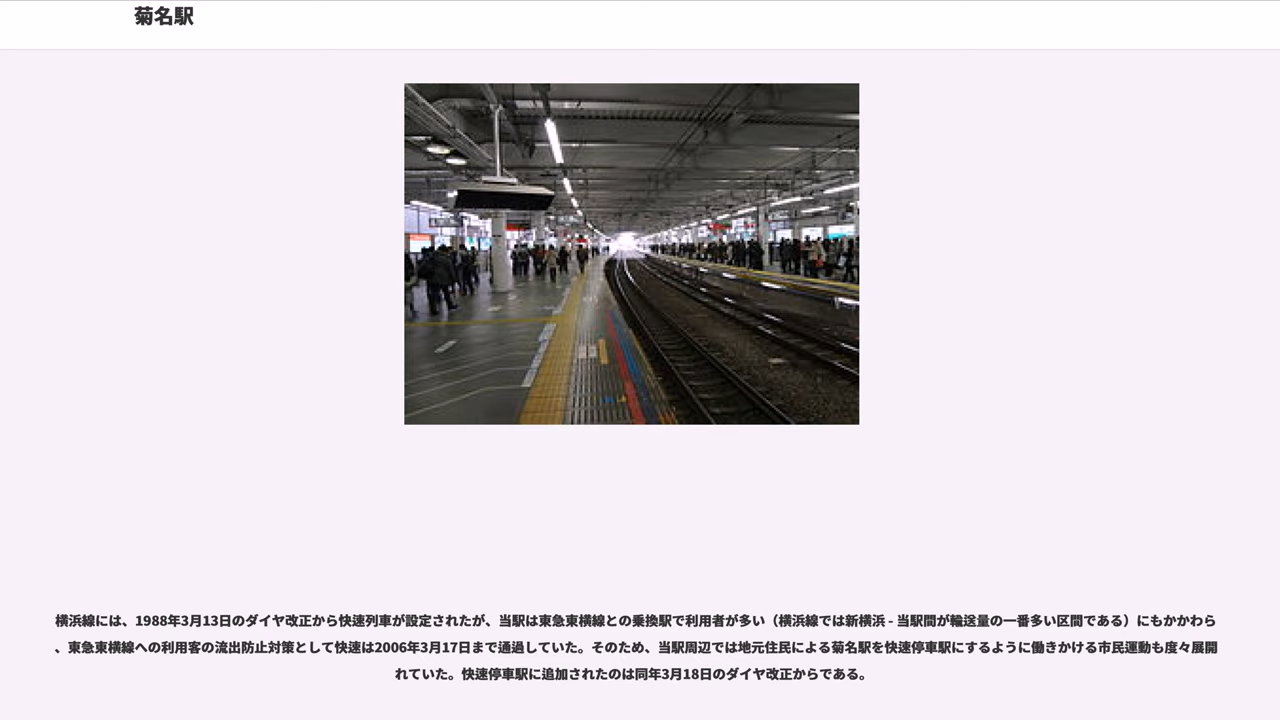 菊名駅
横浜線には、1988年3月13日のダイヤ改正から快速列車が設定されたが、当駅は東急東横線との乗換駅で利用者が多い（横浜線では新横浜 - 当駅間が輸送量の一番多い区間である）にもかかわら
、東急東横線への利用客の流出防止対策として快速は2006年3月17日まで通過していた。そのため、当駅周辺では地元住民による菊名駅を快速停車駅にするように働きかける市民運動も度々展開
れていた。快速停車駅に追加されたのは同年3月18日のダイヤ改正からである。